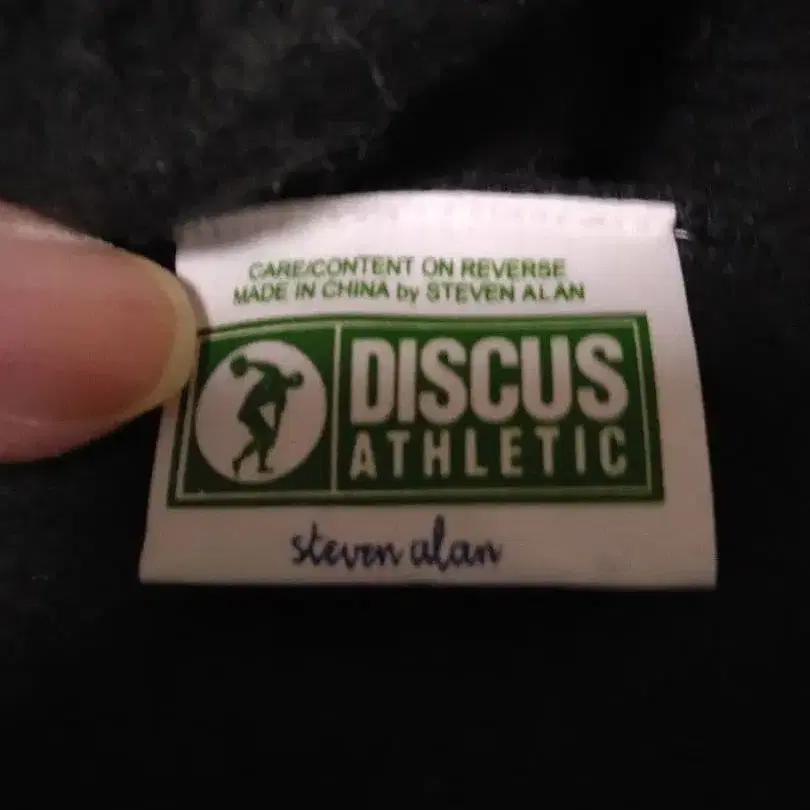 CARE/CONTENT ON REVERSE
MADE IN CHINA by STEVEN ALAN
DISCUS
ATHLETIC
steven alan